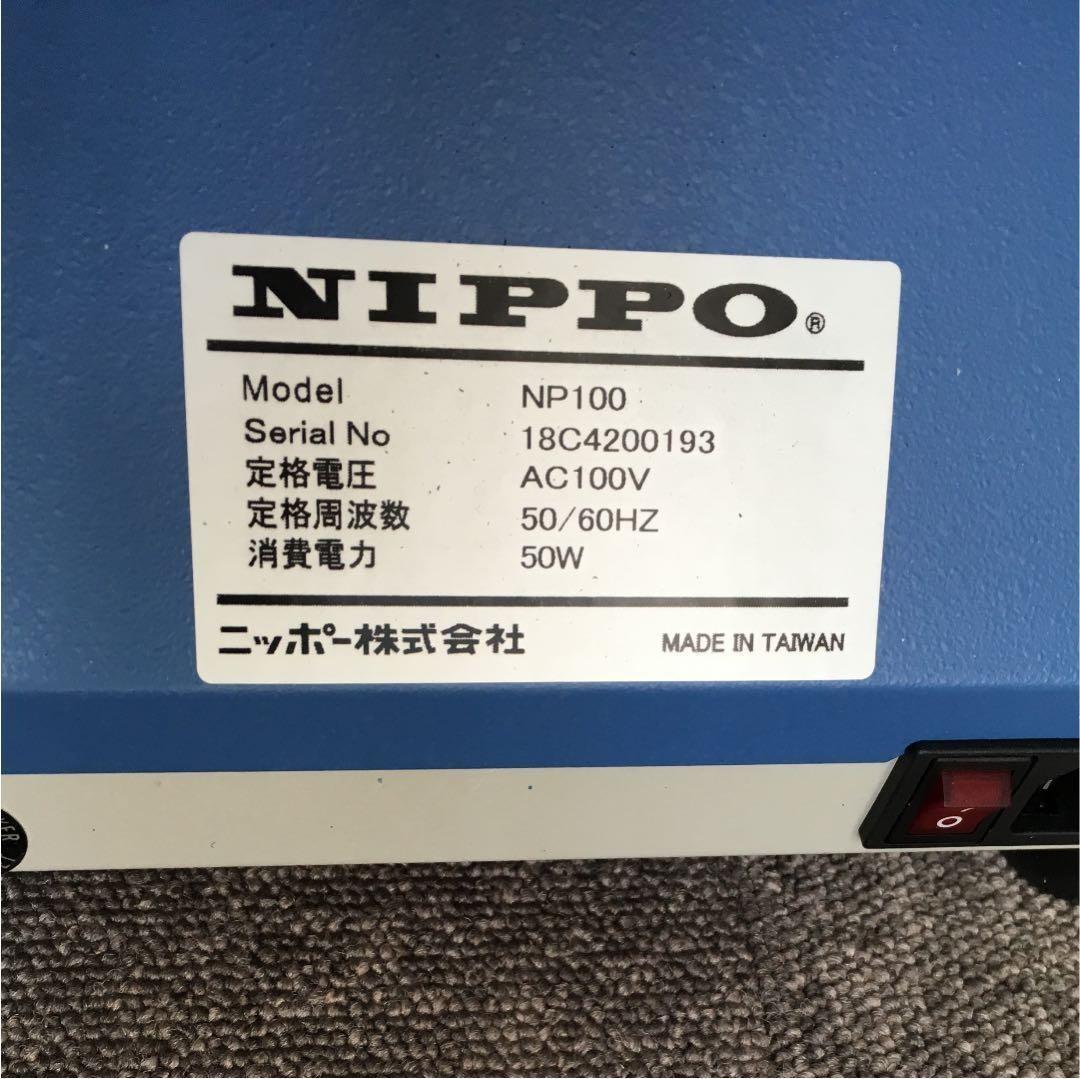 NIPPO®
Model NP100
Serial No 18C4200193
定格電圧 AC100V
定格周波数 50/60HZ
消費電力 50W
ニッポー株式会社 MADE IN TAIWAN